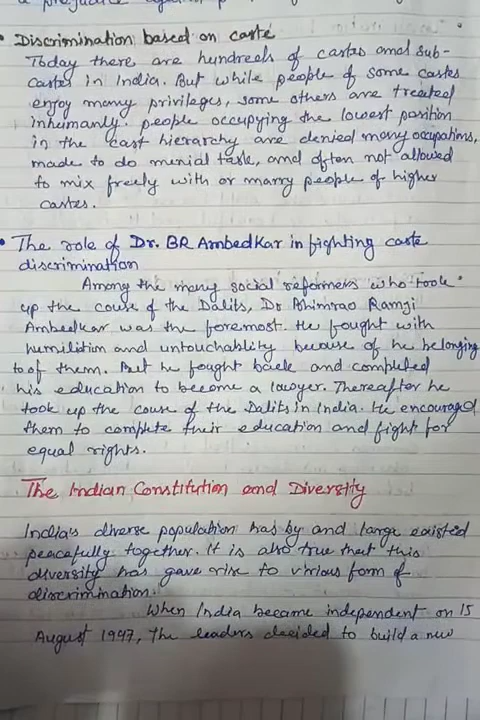 • Discrimination based on caste
Today there are hundreds of castes and sub-
castes in India. But while people of some castes
enjoy many privileges, some others are treated
inhumanly. people occupying the lowest position
in the cast hierarchy are denied many occupations,
made to do menial task, and often not allowed
to mix freely with or marry people of higher
castes.
• The role of Dr. BR Ambedkar in fighting caste
discrimination
Among the many social reformers who took
up the couse of the Dalits, Dr Bhimrao Ramji
Ambedkar was the foremost. He fought with
humilition and untouchablity because of he belonging
to of them. But he fought back and completed
his education to become a lawyer. Thereafter he
took up the couse of the Dalits in India. He encouraged
them to complete their education and fight for
equal rights.
The Indian Constitution and Diversity
India's diverse population has by and large existed
peacefully together. It is also true that this
diversity has gave rise to various form of
discrimination.
When India became independent on 15
August 1947, The leaders decided to build a new